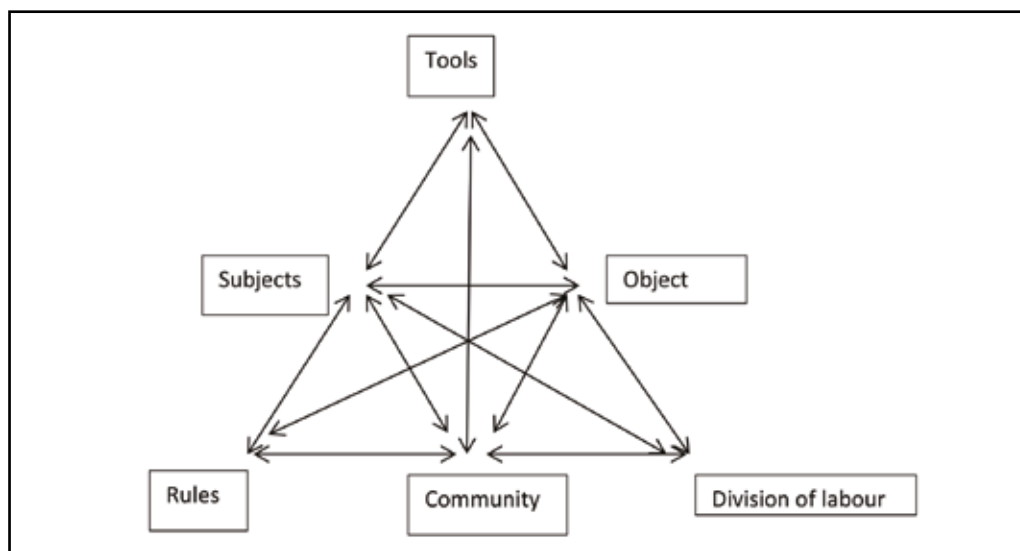 Tools
Subjects
Object
Rules
Community
Division of labour